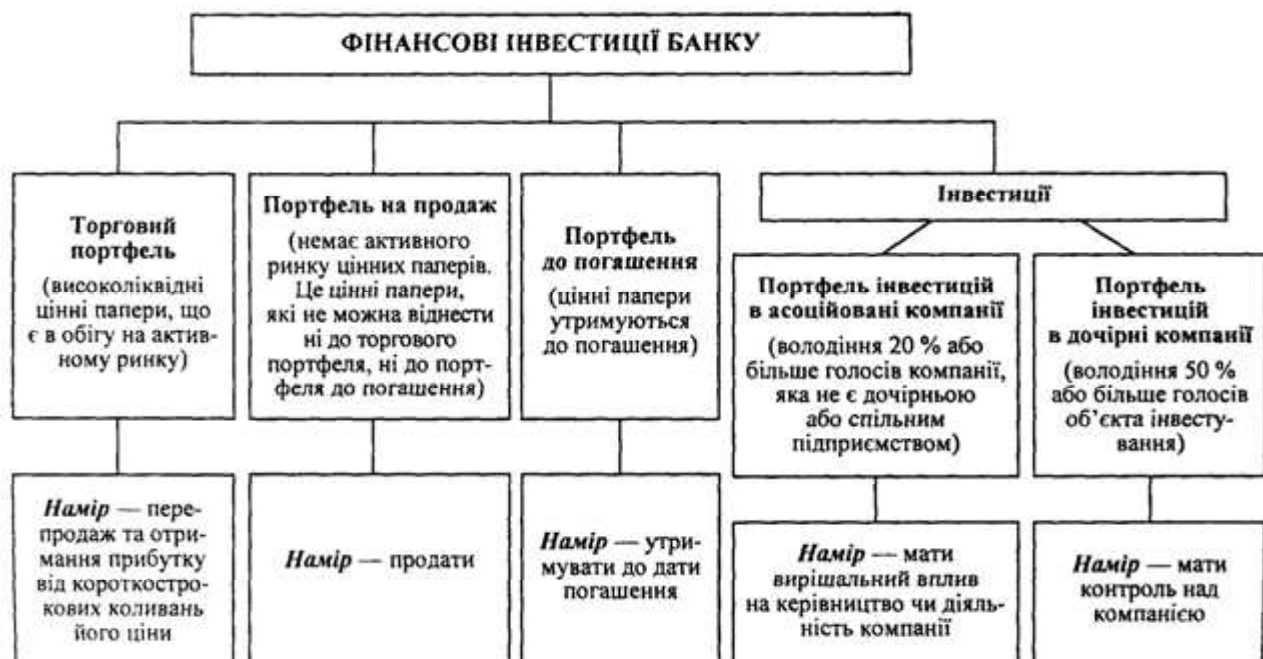 ФІНАНСОВІ ІНВЕСТИЦІЇ БАНКУ
Торговий
портфель
(високоліквідні
цінні папери, що
є в обігу на актив-
ному ринку)
Портфель на продаж
(немає активного
ринку цінних паперів.
Це цінні папери,
які не можна віднести
ні до торгового
портфеля, ні до порт-
феля до погашення)
Портфель
до погашення
(цінні папери
утримуються
до погашення)
Інвестиції
Портфель інвестицій
в асоційовані компанії
(володіння 20 % або
більше голосів компанії,
яка не є дочірньою
або спільним
підприємством)
Портфель
інвестицій
в дочірні компанії
(володіння 50 %
або більше голосів
об’єкта інвесту-
вання)
Намір — пере-
продаж та отри-
мання прибутку
від короткостро-
кових коливань
його ціни
Намір — продати
Намір — утри-
мувати до дати
погашення
Намір — мати
вирішальний вплив
на керівництво чи діяль-
ність компанії
Намір — мати
контроль над
компанією